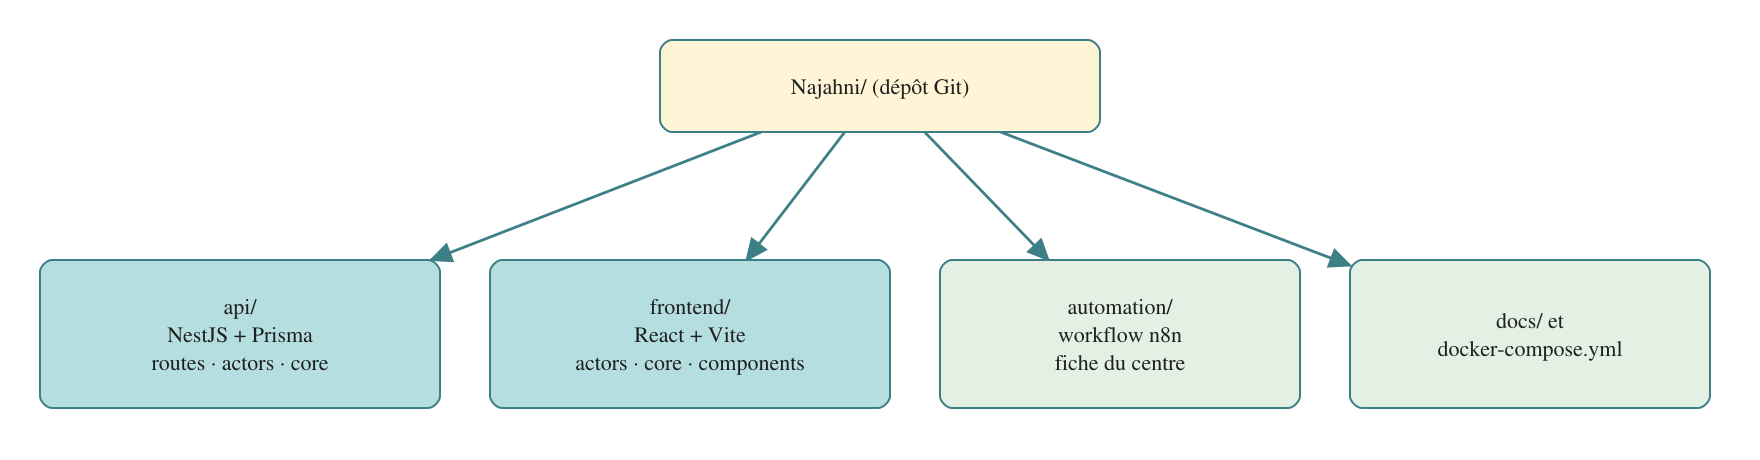 Najahni/ (dépôt Git)
api/
NestJS + Prisma
routes · actors · core
frontend/
React + Vite
actors · core · components
automation/
workflow n8n
fiche du centre
docs/ et
docker-compose.yml